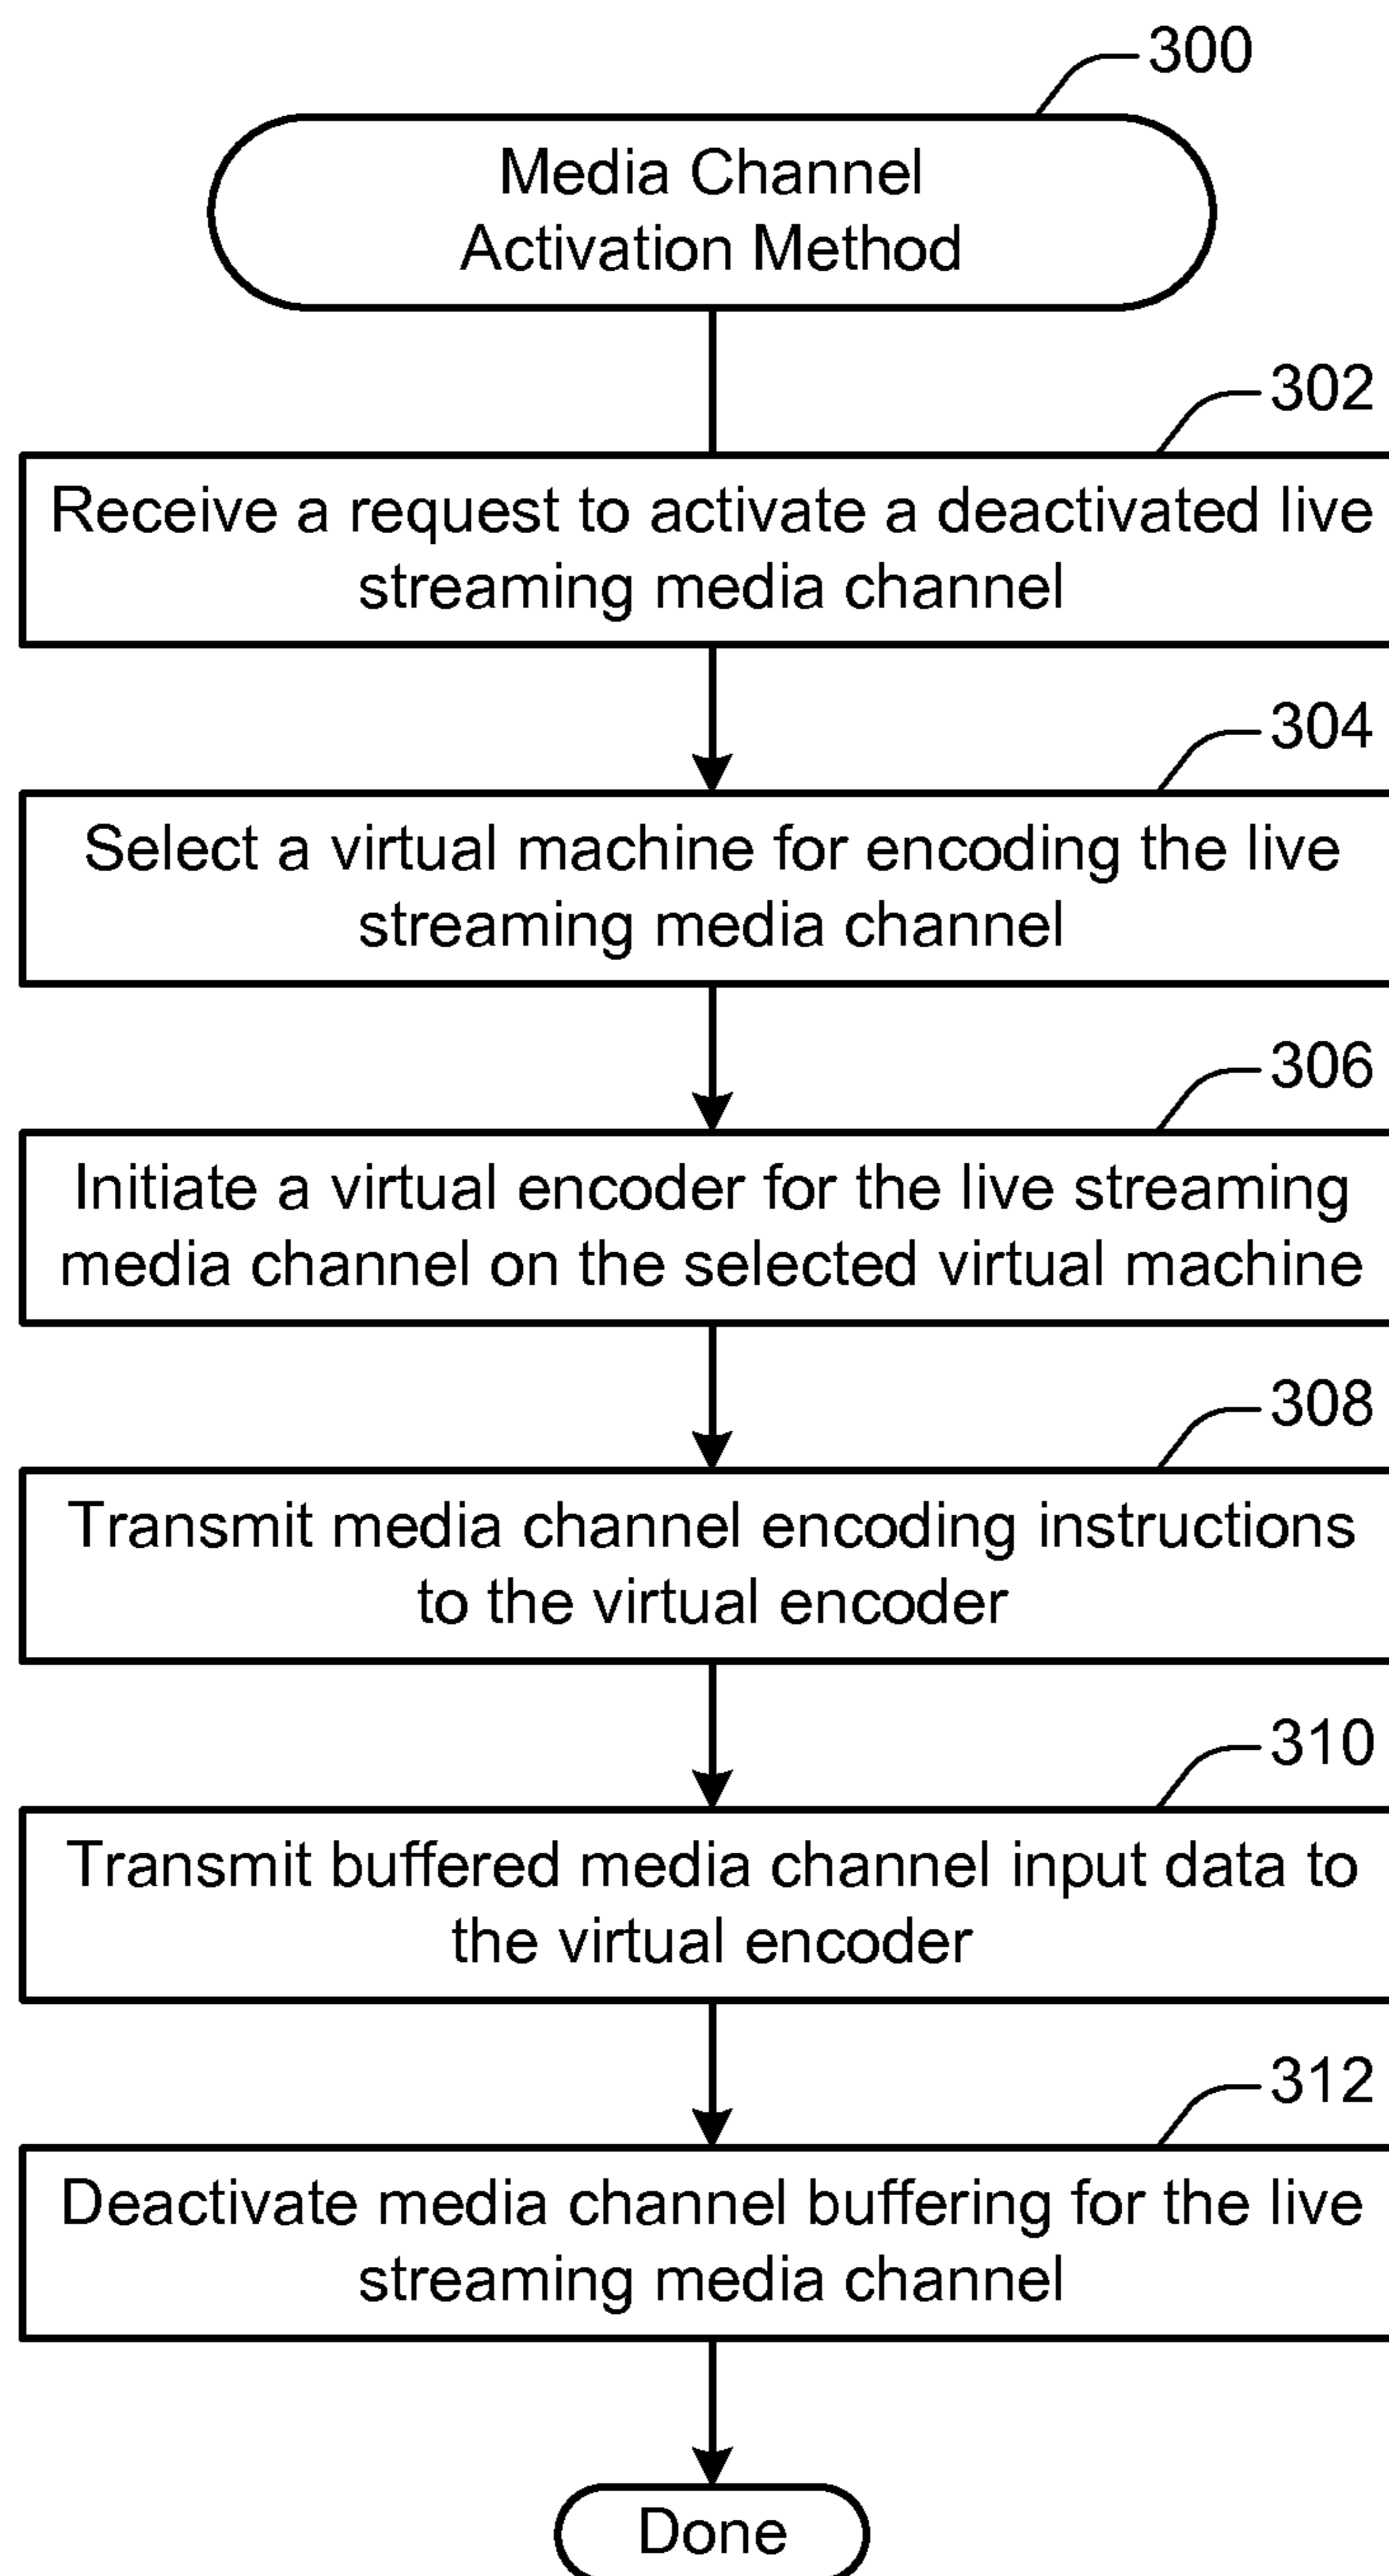 300
Media Channel
Activation Method
302
Receive a request to activate a deactivated live
streaming media channel
304
Select a virtual machine for encoding the live
streaming media channel
306
Initiate a virtual encoder for the live streaming
media channel on the selected virtual machine
308
Transmit media channel encoding instructions
to the virtual encoder
310
Transmit buffered media channel input data to
the virtual encoder
312
Deactivate media channel buffering for the live
streaming media channel
Done